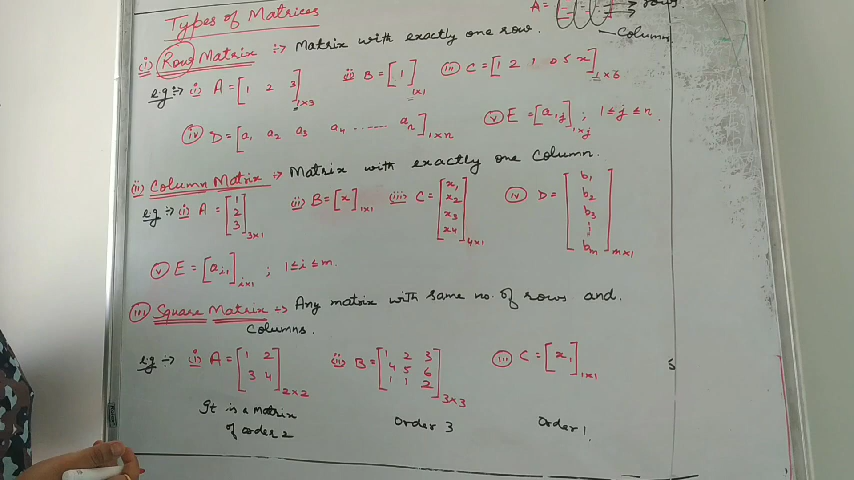 Types of Matrices
A =
Column
(i) Row Matrix :→ Matrix with exactly one row.
e.g :→ (i) A = [1 2 3]1×3 (ii) B = [1]1×1 (iii) C = [1 2 1 0 5 x]1×6
(iv) D = [a1 a2 a3 a4 ...... an]1×n (v) E = [a1j]1×j ; 1≤j≤n.
(ii) Column Matrix :→ Matrix with exactly one Column.
e.g :→ (i) A = [1 2 3]3×1 (ii) B = [x]1×1 (iii) C = [x1 x2 x3 x4]4×1 (iv) D = [b1 b2 b3 ⋮ bm]m×1
(v) E = [ai1]i×1 ; 1≤i≤m.
(iii) Square Matrix :→ Any matrix with same no. of rows and
Columns.
e.g :→ (i) A = [1 2 3 4]2×2 (ii) B = [1 2 3 4 5 6 1 1 2]3×3 (iii) C = [x1]1×1
It is a matrix
of order 2
Order 3
Order 1.
S